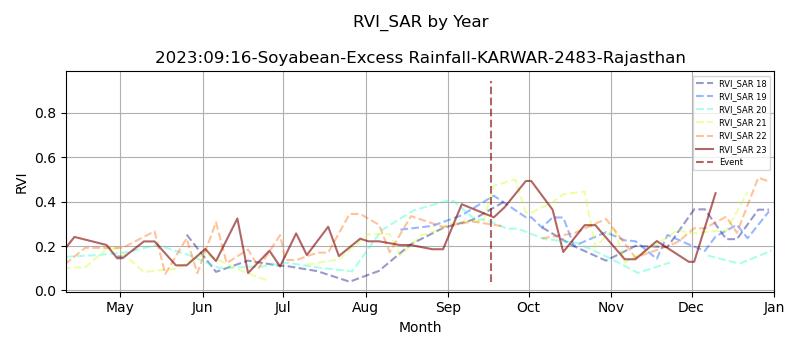 RVI_SAR by Year
2023:09:16-Soyabean-Excess Rainfall-KARWAR-2483-Rajasthan
RVI_SAR 18
RVI_SAR 19
RVI_SAR 20
RVI_SAR 21
RVI_SAR 22
RVI_SAR 23
Event
0.8
0.6
0.4
0.2
0.0
RVI
May Jun Jul Aug Sep Oct Nov Dec Jan
Month